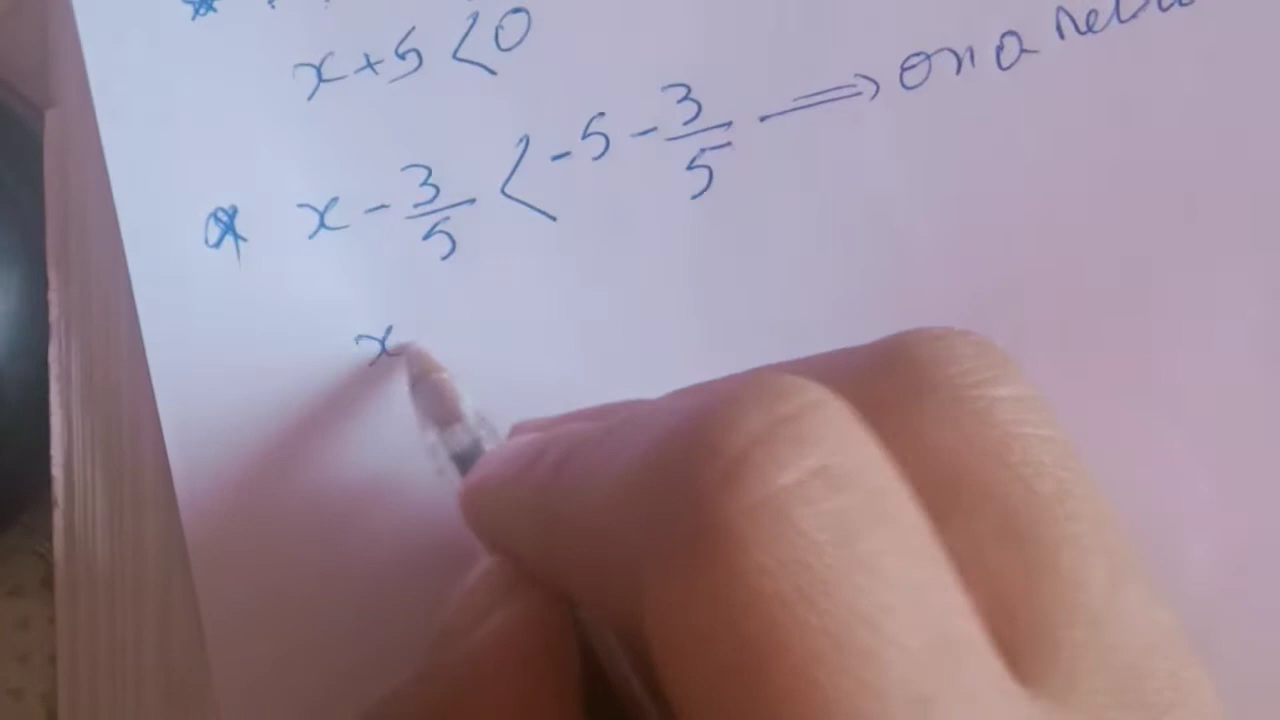 x + 5 < 0
x - 3/5 < -5 - 3/5 ⟹ on a
x